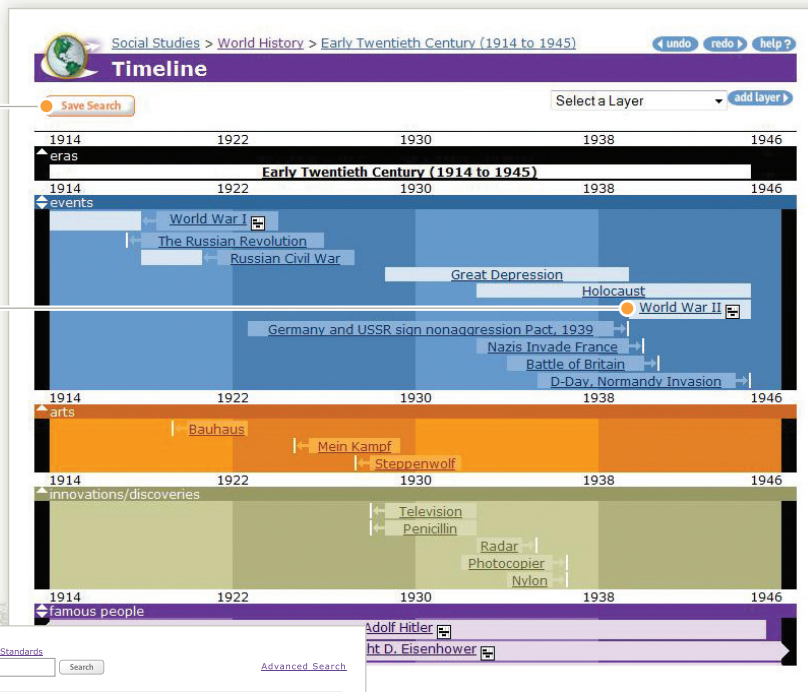 Social Studies > World History > Early Twentieth Century (1914 to 1945)
undo redo help ?
Timeline
Save Search
Select a Layer
add layer
1914 1922 1930 1938 1946
eras
Early Twentieth Century (1914 to 1945)
1914 1922 1930 1938 1946
events
World War I
The Russian Revolution
Russian Civil War
Great Depression
Holocaust
World War II
Germany and USSR sign nonaggression Pact, 1939
Nazis Invade France
Battle of Britain
D-Day, Normandy Invasion
1914 1922 1930 1938 1946
arts
Bauhaus
Mein Kampf
Steppenwolf
1914 1922 1930 1938 1946
innovations/discoveries
Television
Penicillin
Radar
Photocopier
Nylon
1914 1922 1930 1938 1946
famous people
Adolf Hitler
ht D. Eisenhower
Standards
Search
Advanced Search